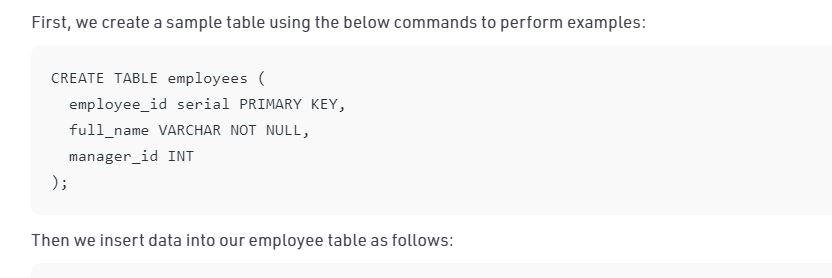 First, we create a sample table using the below commands to perform examples:
CREATE TABLE employees (
employee_id serial PRIMARY KEY,
full_name VARCHAR NOT NULL,
manager_id INT
);
Then we insert data into our employee table as follows: